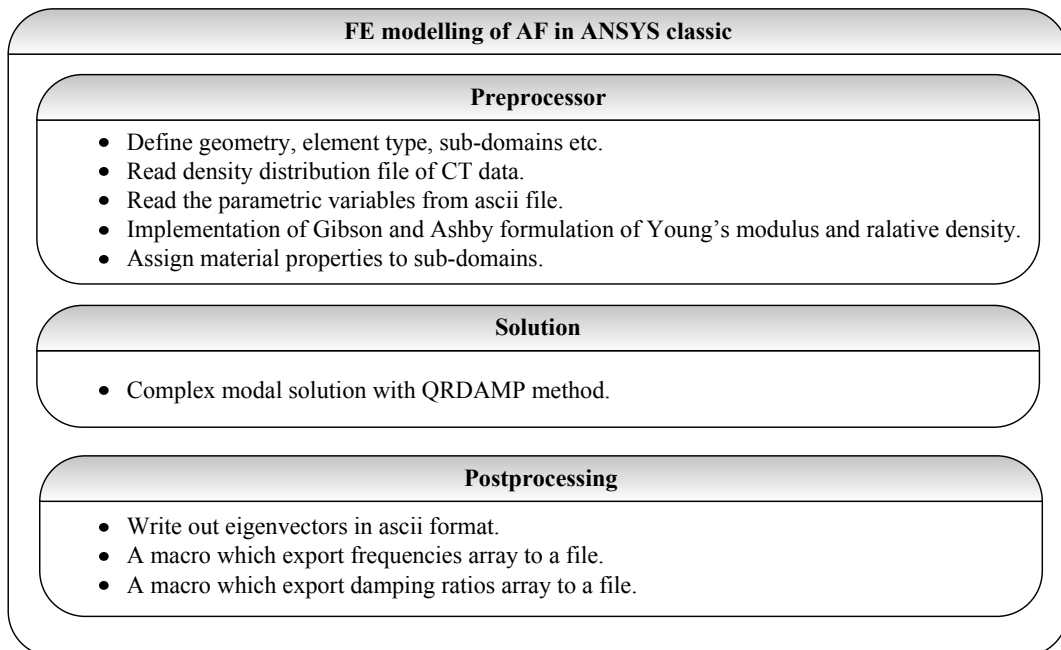 FE modelling of AF in ANSYS classic
Preprocessor
• Define geometry, element type, sub-domains etc.
• Read density distribution file of CT data.
• Read the parametric variables from ascii file.
• Implementation of Gibson and Ashby formulation of Young’s modulus and ralative density.
• Assign material properties to sub-domains.
Solution
• Complex modal solution with QRDAMP method.
Postprocessing
• Write out eigenvectors in ascii format.
• A macro which export frequencies array to a file.
• A macro which export damping ratios array to a file.